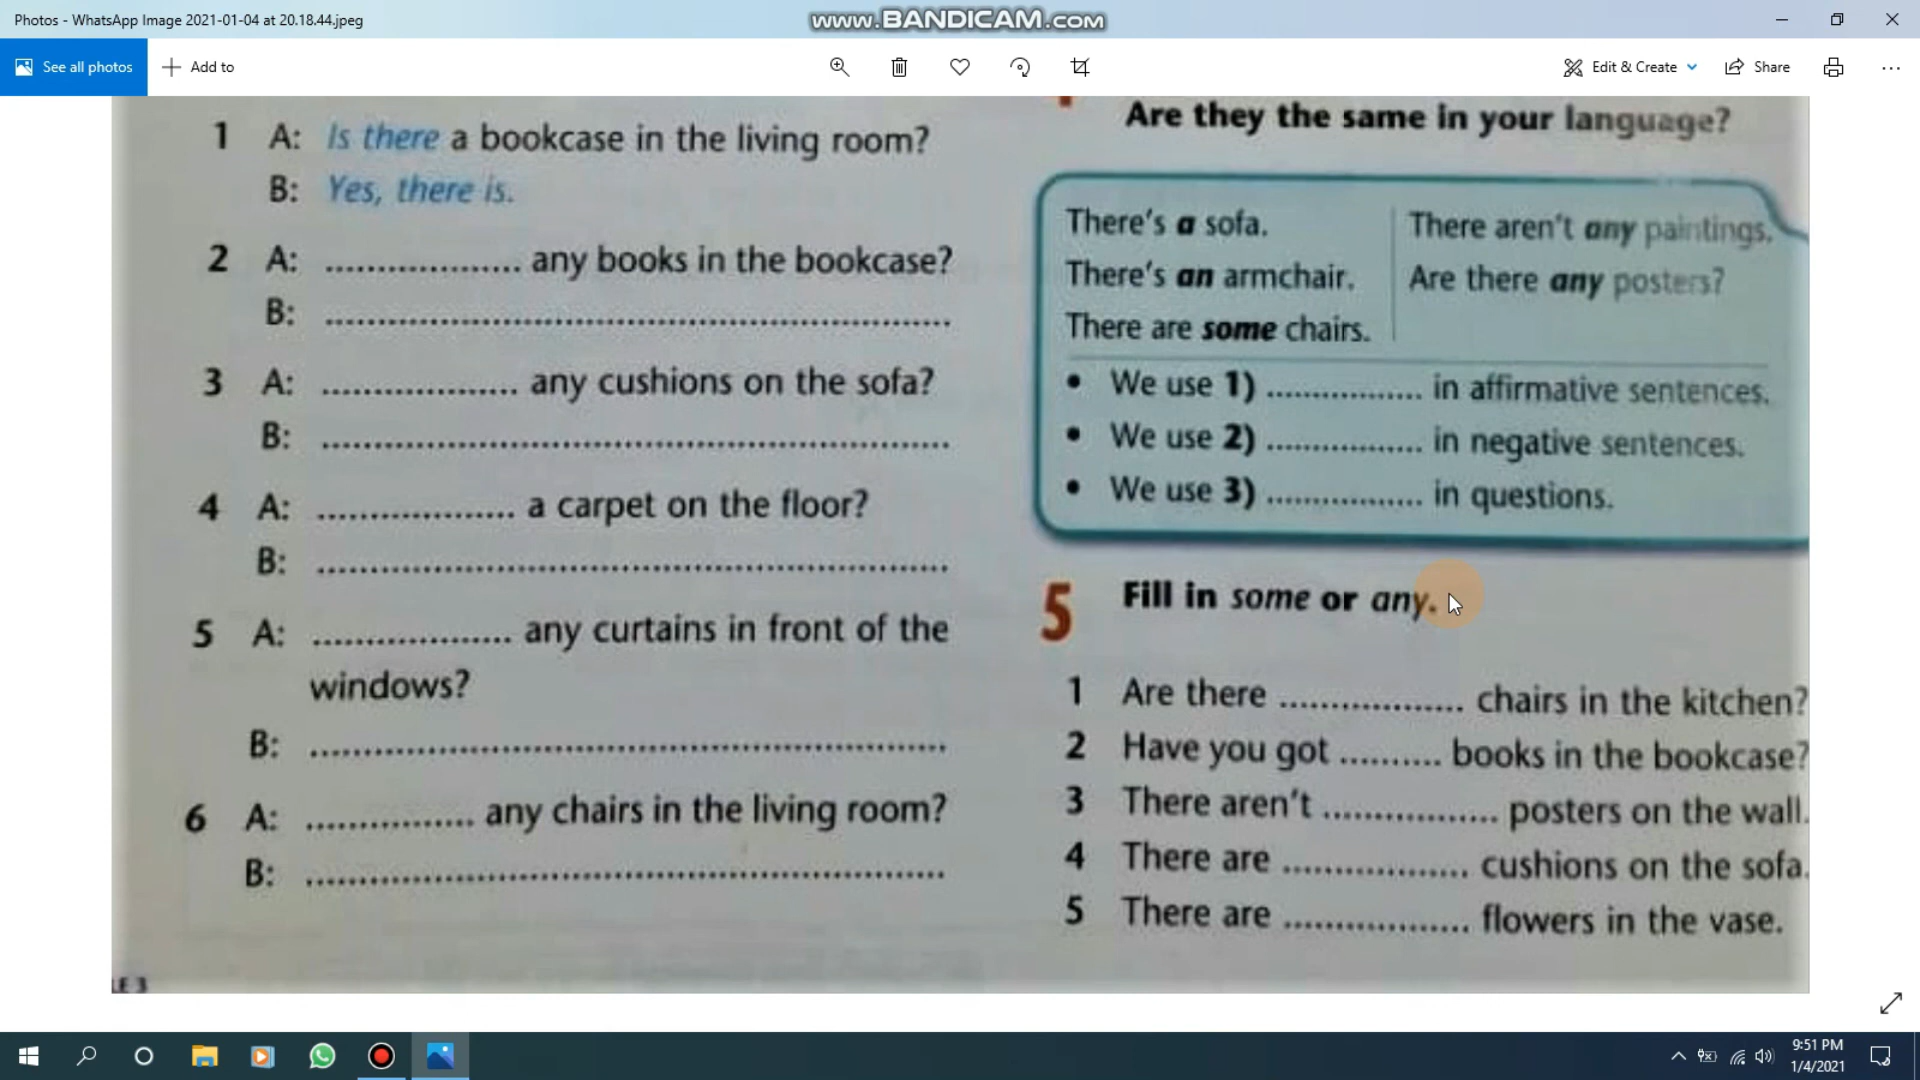 Photos - WhatsApp Image 2021-01-04 at 20.18.44.jpeg
www.BANDICAM.com
See all photos
Add to
Edit & Create
Share
1 A: Is there a bookcase in the living room?
B: Yes, there is.
2 A: ................... any books in the bookcase?
B: ............................................................
3 A: ................... any cushions on the sofa?
B: ............................................................
4 A: ................... a carpet on the floor?
B: ............................................................
5 A: ................... any curtains in front of the
windows?
B: ............................................................
6 A: ................ any chairs in the living room?
B: ............................................................
LE 3
Are they the same in your language?
There's a sofa.
There's an armchair.
There are some chairs.
There aren't any paintings.
Are there any posters?
• We use 1) ................ in affirmative sentences.
• We use 2) ................ in negative sentences.
• We use 3) ................ in questions.
5 Fill in some or any.
1 Are there .................. chairs in the kitchen?
2 Have you got .......... books in the bookcase?
3 There aren't ................. posters on the wall.
4 There are .................. cushions on the sofa.
5 There are .................. flowers in the vase.
9:51 PM
1/4/2021